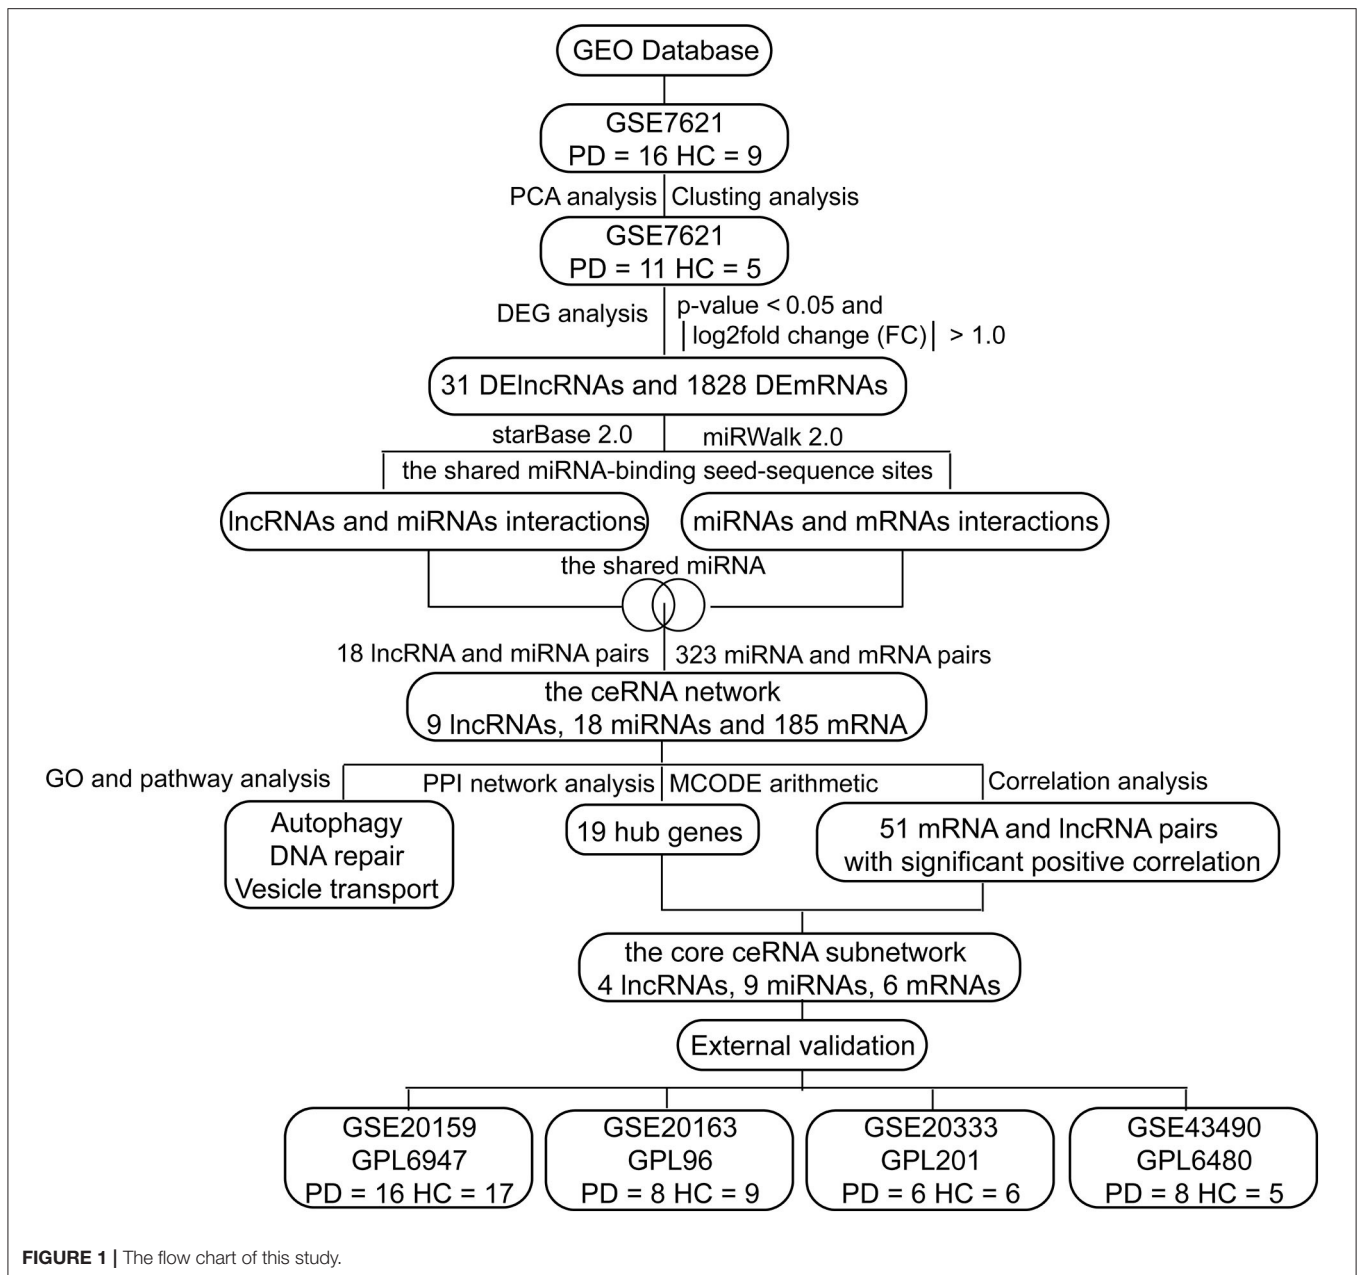 GEO Database
GSE7621
PD = 16 HC = 9
PCA analysis
Clusting analysis
GSE7621
PD = 11 HC = 5
DEG analysis
p-value < 0.05 and
|log2fold change (FC)| > 1.0
31 DElncRNAs and 1828 DEmRNAs
starBase 2.0
miRWalk 2.0
the shared miRNA-binding seed-sequence sites
lncRNAs and miRNAs interactions
miRNAs and mRNAs interactions
the shared miRNA
18 lncRNA and miRNA pairs
323 miRNA and mRNA pairs
the ceRNA network
9 lncRNAs, 18 miRNAs and 185 mRNA
GO and pathway analysis
PPI network analysis
MCODE arithmetic
Correlation analysis
Autophagy
DNA repair
Vesicle transport
19 hub genes
51 mRNA and lncRNA pairs
with significant positive correlation
the core ceRNA subnetwork
4 lncRNAs, 9 miRNAs, 6 mRNAs
External validation
GSE20159
GPL6947
PD = 16 HC = 17
GSE20163
GPL96
PD = 8 HC = 9
GSE20333
GPL201
PD = 6 HC = 6
GSE43490
GPL6480
PD = 8 HC = 5
FIGURE 1 | The flow chart of this study.